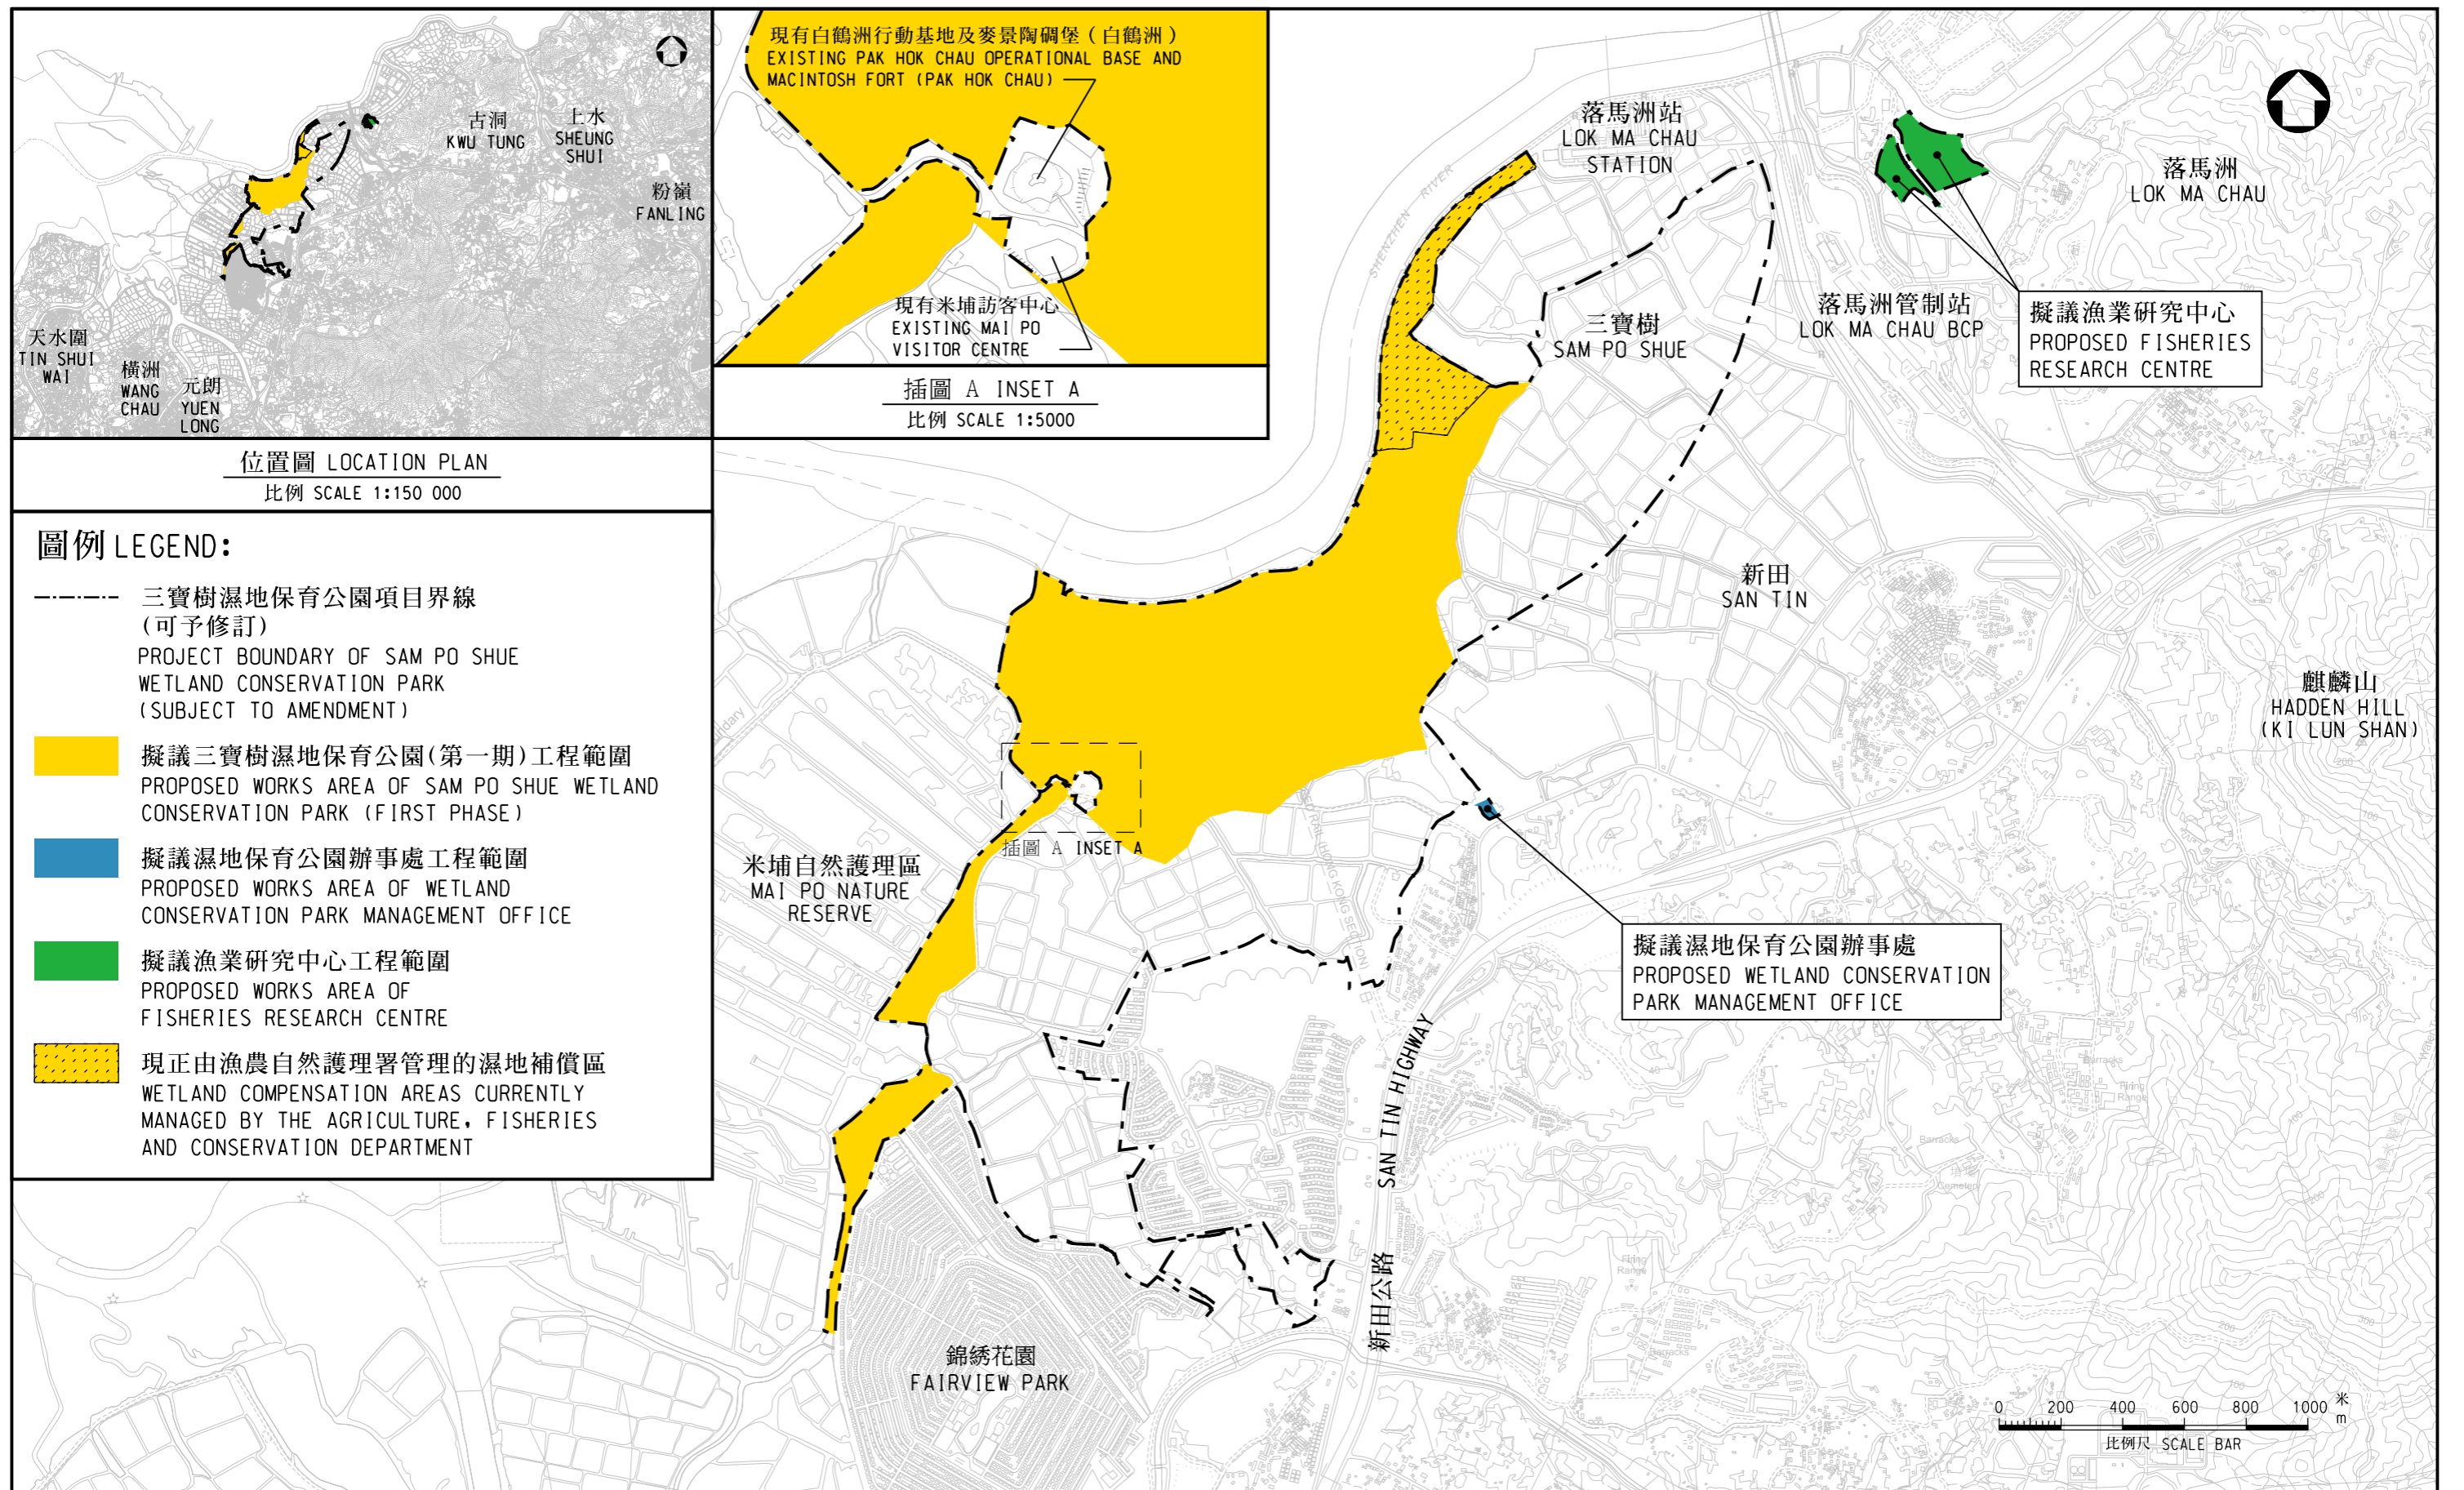 古洞
KWU TUNG
上水
SHEUNG
SHUI
粉嶺
FANLING
天水圍
TIN SHUI
WAI
橫洲
WANG
CHAU
元朗
YUEN
LONG
位置圖 LOCATION PLAN
比例 SCALE 1:150 000
現有白鶴洲行動基地及麥景陶碉堡（白鶴洲）
EXISTING PAK HOK CHAU OPERATIONAL BASE AND
MACINTOSH FORT (PAK HOK CHAU)
現有米埔訪客中心
EXISTING MAI PO
VISITOR CENTRE
插圖 A INSET A
比例 SCALE 1:5000
圖例 LEGEND:
三寶樹濕地保育公園項目界線
(可予修訂)
PROJECT BOUNDARY OF SAM PO SHUE
WETLAND CONSERVATION PARK
(SUBJECT TO AMENDMENT)
擬議三寶樹濕地保育公園(第一期)工程範圍
PROPOSED WORKS AREA OF SAM PO SHUE WETLAND
CONSERVATION PARK (FIRST PHASE)
擬議濕地保育公園辦事處工程範圍
PROPOSED WORKS AREA OF WETLAND
CONSERVATION PARK MANAGEMENT OFFICE
擬議漁業研究中心工程範圍
PROPOSED WORKS AREA OF
FISHERIES RESEARCH CENTRE
現正由漁農自然護理署管理的濕地補償區
WETLAND COMPENSATION AREAS CURRENTLY
MANAGED BY THE AGRICULTURE, FISHERIES
AND CONSERVATION DEPARTMENT
SHENZHEN RIVER
落馬洲站
LOK MA CHAU
STATION
落馬洲
LOK MA CHAU
落馬洲管制站
LOK MA CHAU BCP
三寶樹
SAM PO SHUE
擬議漁業研究中心
PROPOSED FISHERIES
RESEARCH CENTRE
新田
SAN TIN
麒麟山
HADDEN HILL
(KI LUN SHAN)
插圖 A INSET A
米埔自然護理區
MAI PO NATURE
RESERVE
擬議濕地保育公園辦事處
PROPOSED WETLAND CONSERVATION
PARK MANAGEMENT OFFICE
新田公路 SAN TIN HIGHWAY
錦綉花園
FAIRVIEW PARK
Barracks
Firing
Range
Barracks
Cemetery
Firing
Range
Barracks
0 200 400 600 800 1000 米
m
比例尺 SCALE BAR